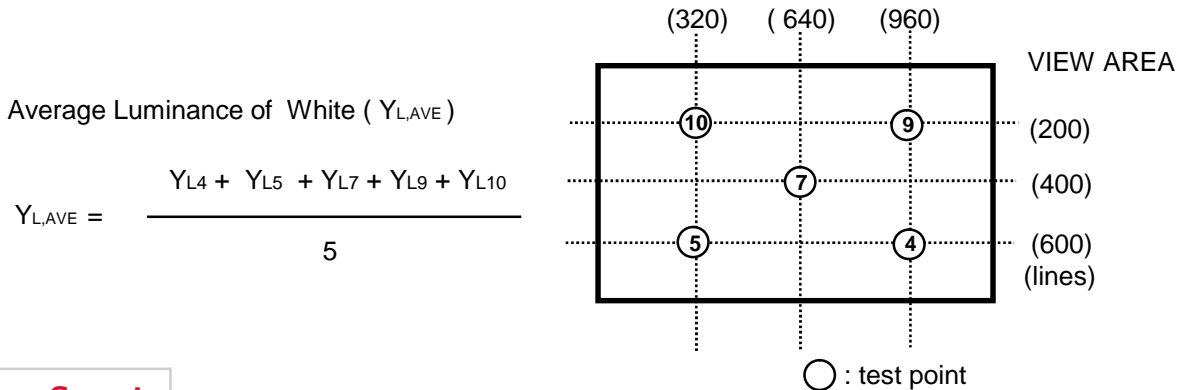 (320) ( 640) (960)
VIEW AREA
Average Luminance of White ( YL,AVE )
10 9 (200)
YL4 + YL5 + YL7 + YL9 + YL10
7 (400)
YL,AVE =
5
5 4 (600)
(lines)
: test point